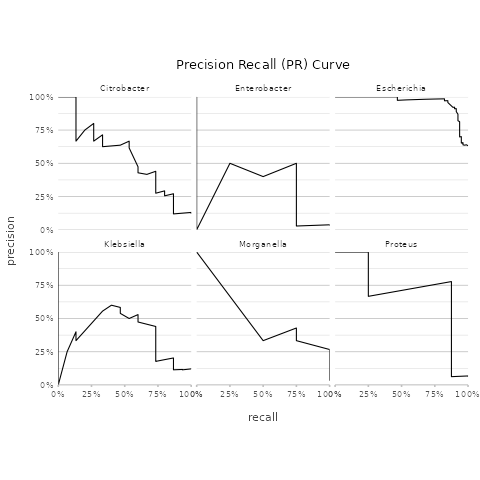 Precision Recall (PR) Curve
Citrobacter Enterobacter Escherichia
100%
75%
50%
25%
0%
precision
Klebsiella Morganella Proteus
100%
75%
50%
25%
0%
0% 25% 50% 75% 100% 0% 25% 50% 75% 100% 0% 25% 50% 75% 100%
recall